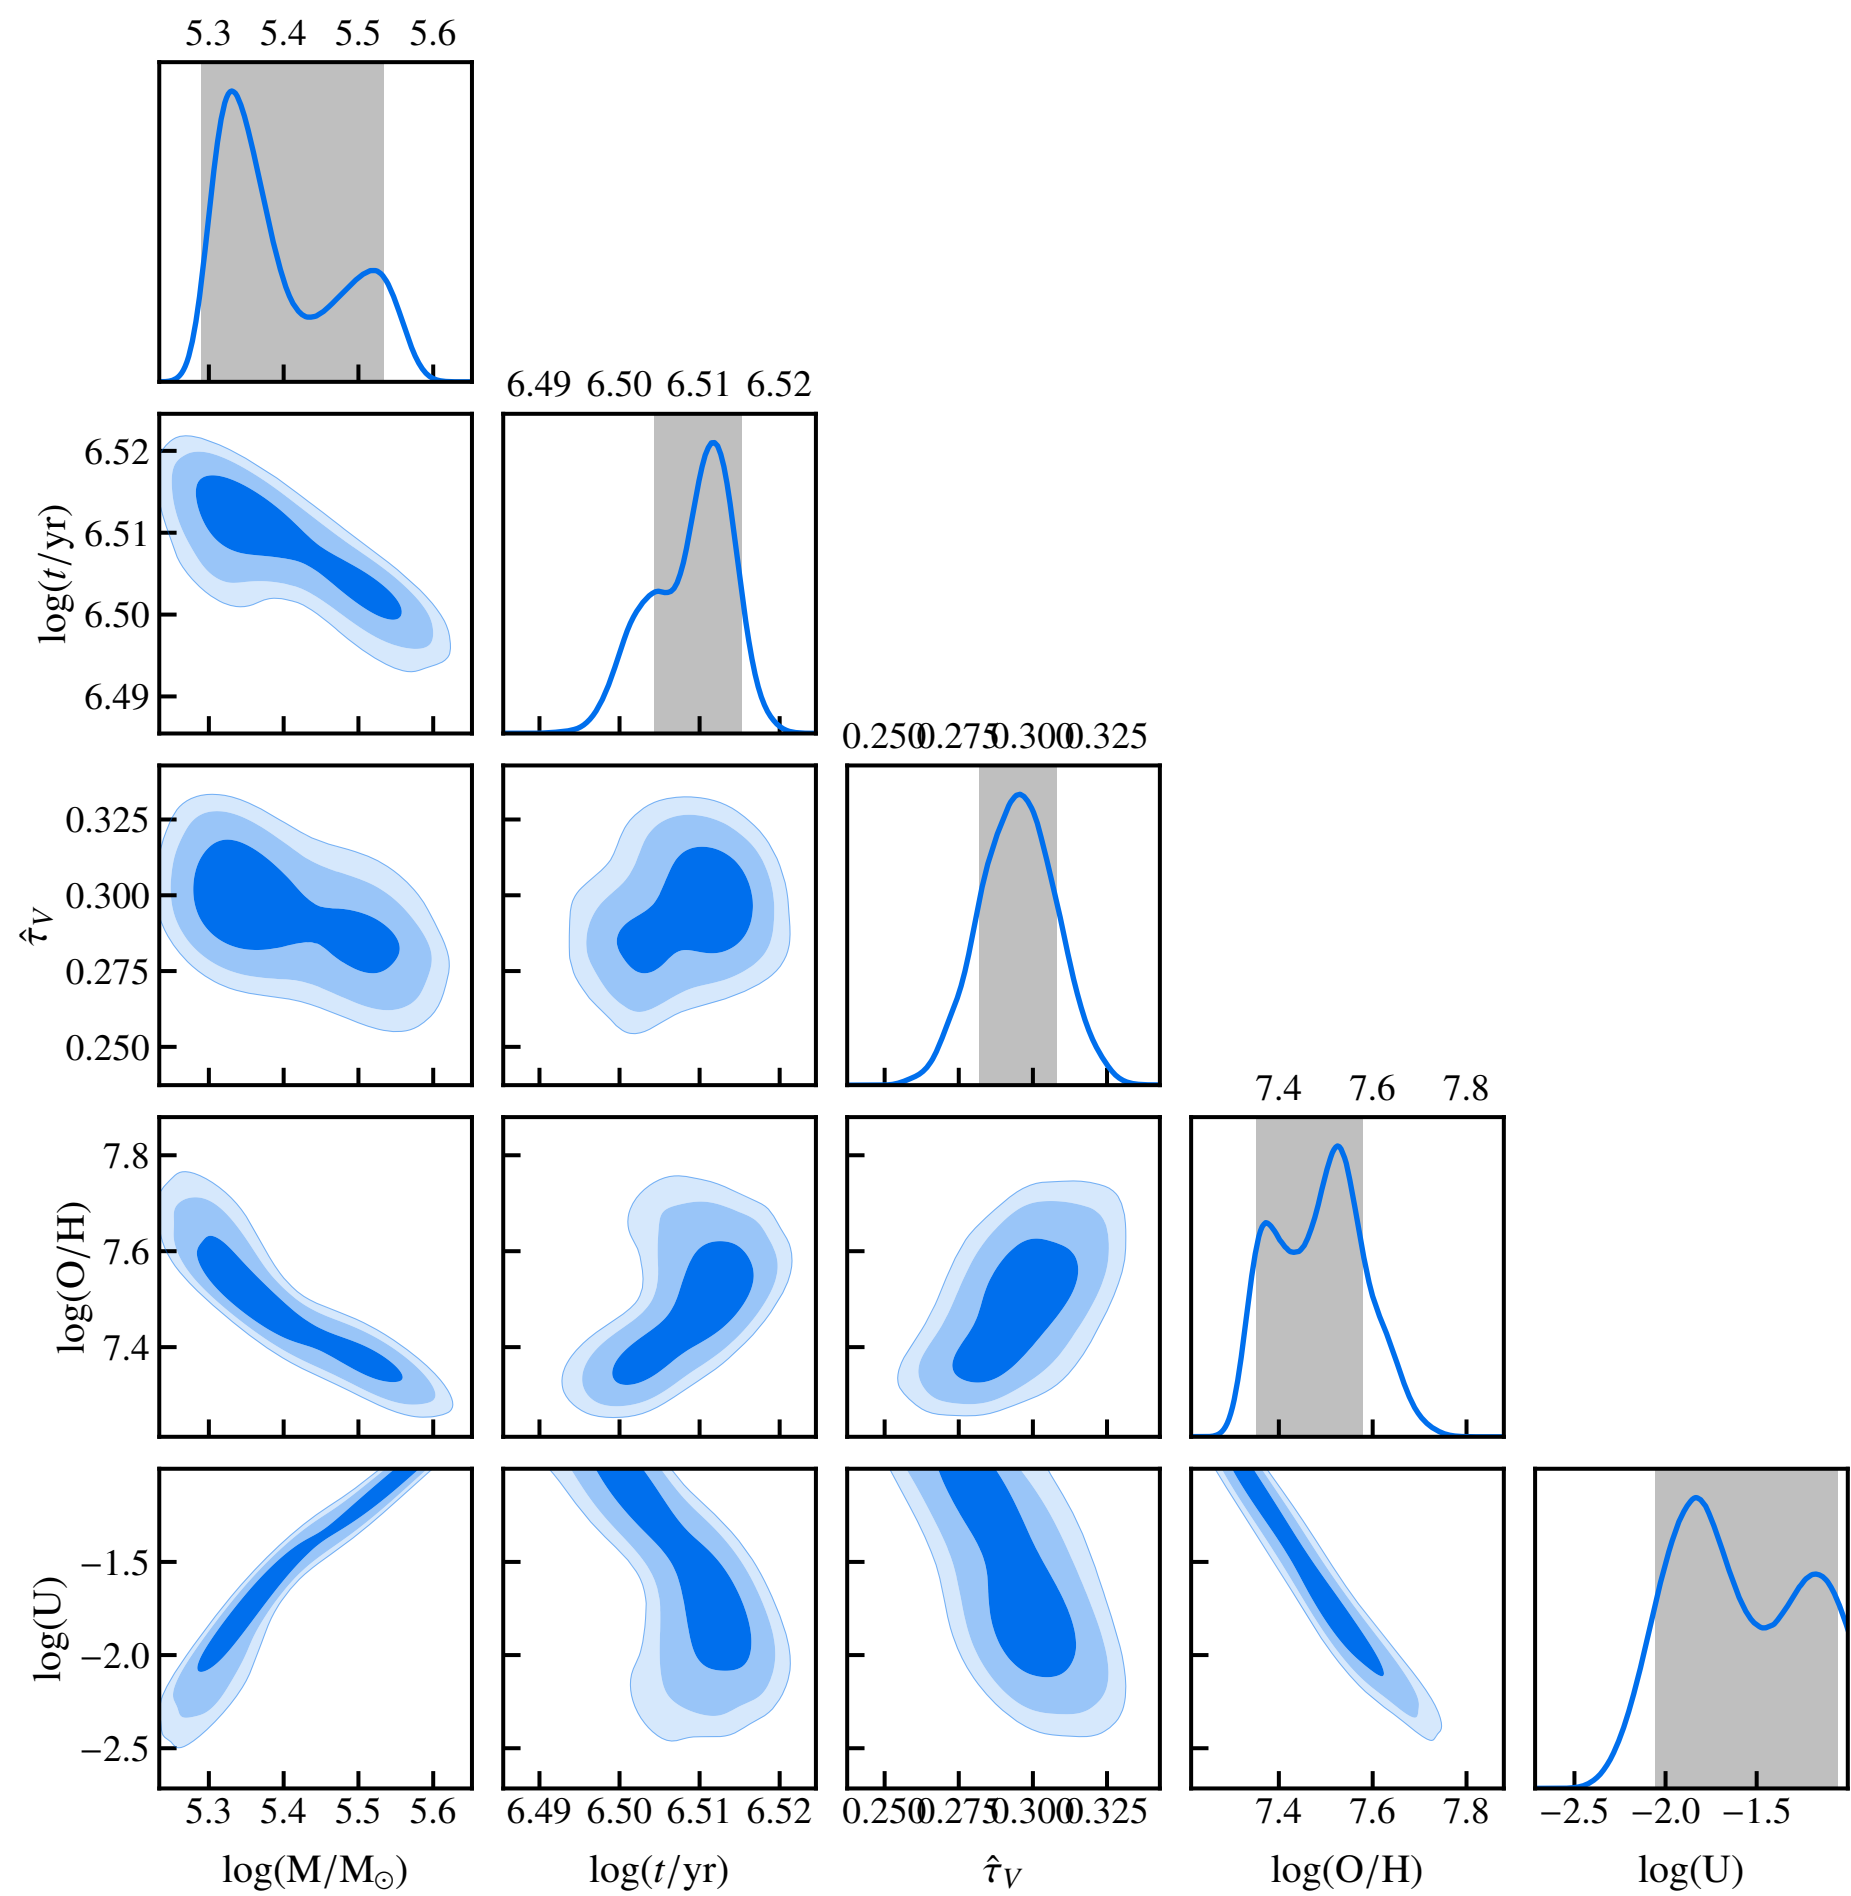 5.3 5.4 5.5 5.6
6.49 6.50 6.51 6.52
log(t/yr)
6.52
6.51
6.50
6.49
0.250 0.275 0.300 0.325
τ̂_V
0.325
0.300
0.275
0.250
7.4 7.6 7.8
log(O/H)
7.8
7.6
7.4
log(U)
−1.5
−2.0
−2.5
5.3 5.4 5.5 5.6 6.49 6.50 6.51 6.52 0.250 0.275 0.300 0.325 7.4 7.6 7.8 −2.5 −2.0 −1.5
log(M/M☉) log(t/yr) τ̂_V log(O/H) log(U)